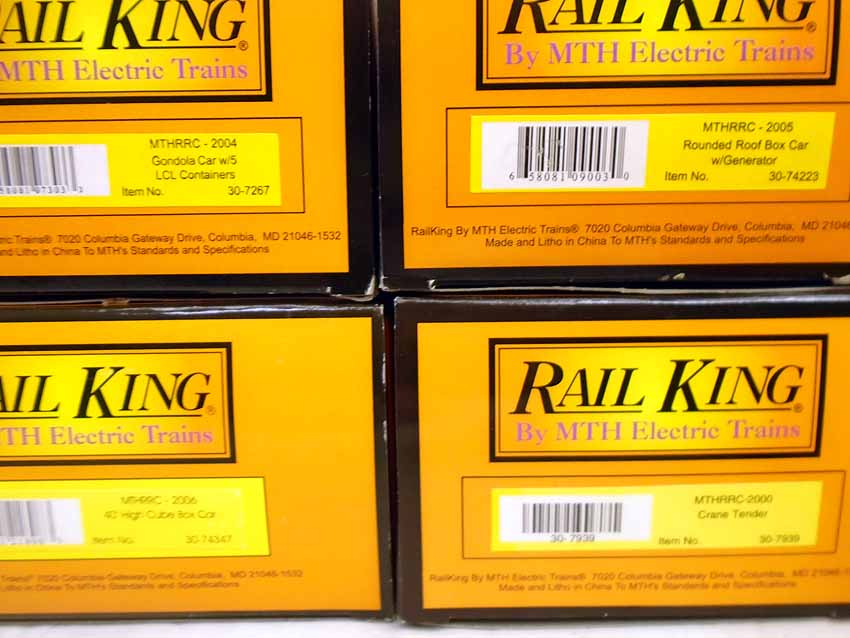 RAIL KING®
MTH Electric Trains
MTHRRC - 2004
Gondola Car w/5
LCL Containers
Item No. 30-7267
58081 07303 3
Trains® 7020 Columbia Gateway Drive, Columbia, MD 21046-1532
and Litho in China To MTH's Standards and Specifications
RAIL KING
By MTH Electric Trains
MTHRRC - 2005
Rounded Roof Box Car
w/Generator
Item No. 30-74223
6 58081 09003 0
RailKing By MTH Electric Trains® 7020 Columbia Gateway Drive, Columbia, MD 21046
Made and Litho in China To MTH's Standards and Specifications
KING®
MTH Electric Trains
MTHRRC - 2006
40' High Cube Box Car
Item No. 30-74347
Trains® 7020 Columbia Gateway Drive, Columbia, MD 21046-1532
Litho in China To MTH's Standards and Specifications
RAIL KING®
By MTH Electric Trains
MTHRRC-2000
Crane Tender
30-7939
Item No. 30-7939
RailKing By MTH Electric Trains® 7020 Columbia Gateway Drive, Columbia, MD 21046
Made and Litho in China To MTH's Standards and Specifications